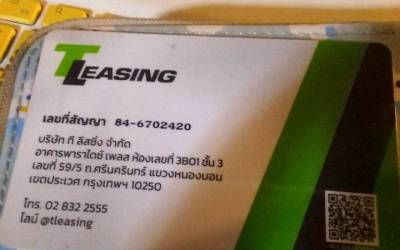 TLEASING
เลขที่สัญญา 84-6702420
บริษัท ที ลีสซิ่ง จำกัด
อาคารพาราไดซ์ เพลส ห้องเลขที่ 3B01 ชั้น 3
เลขที่ 59/5 ถ.ศรีนครินทร์ แขวงหนองบอน
เขตประเวศ กรุงเทพฯ 10250
โทร. 02 832 2555
ไลน์ @tleasing